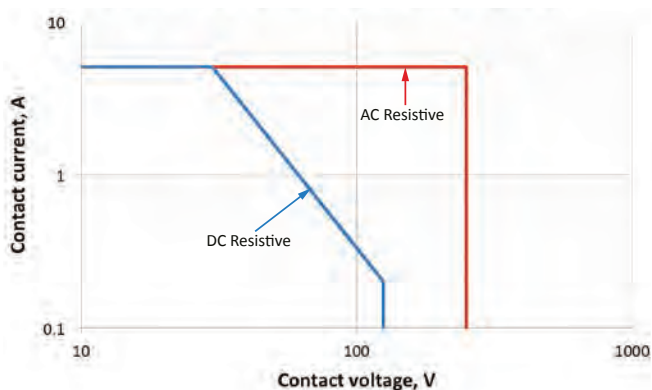 10
Contact current, A
AC Resistive
1
DC Resistive
0.1
10
100
1000
Contact voltage, V